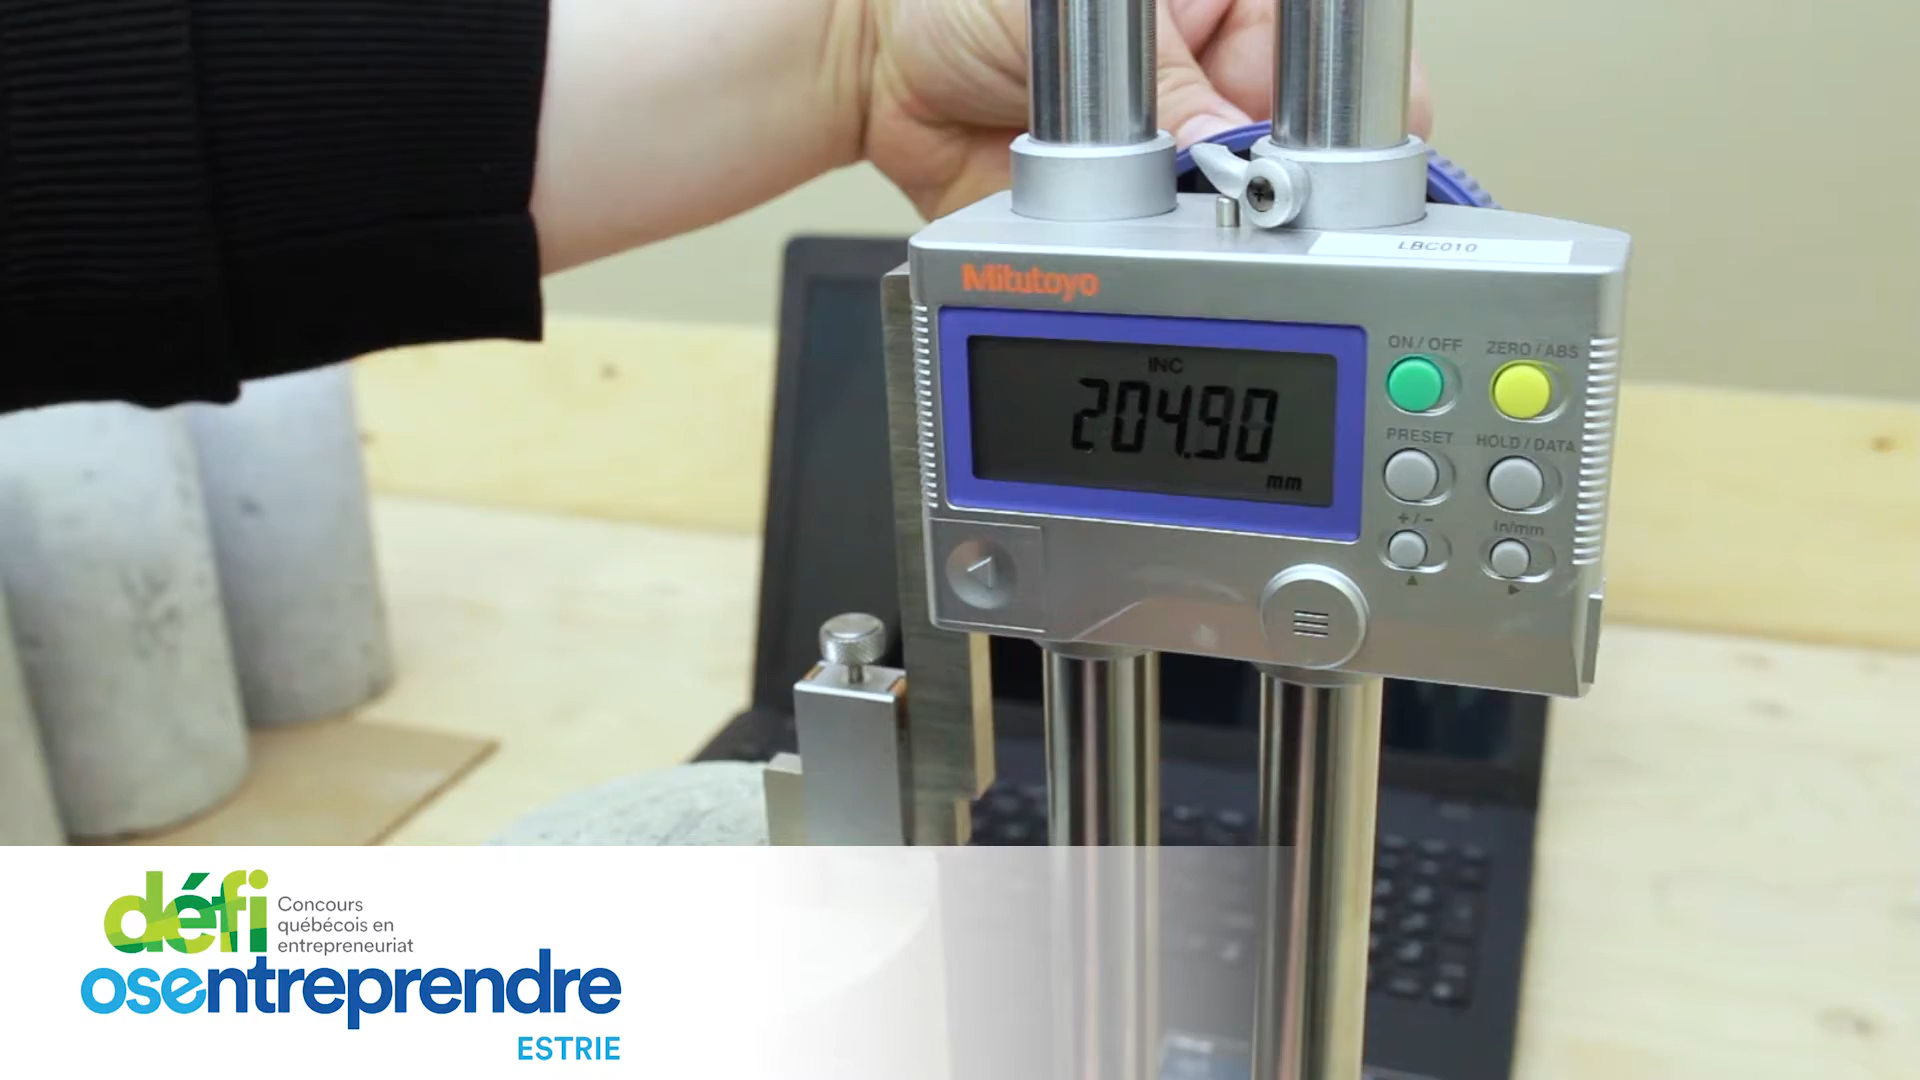 LBC010
Mitutoyo
ON / OFF
ZERO / ABS
INC
204.90
mm
PRESET
HOLD / DATA
+ / -
in/mm
défi
Concours
québécois en
entrepreneuriat
osentreprendre
ESTRIE